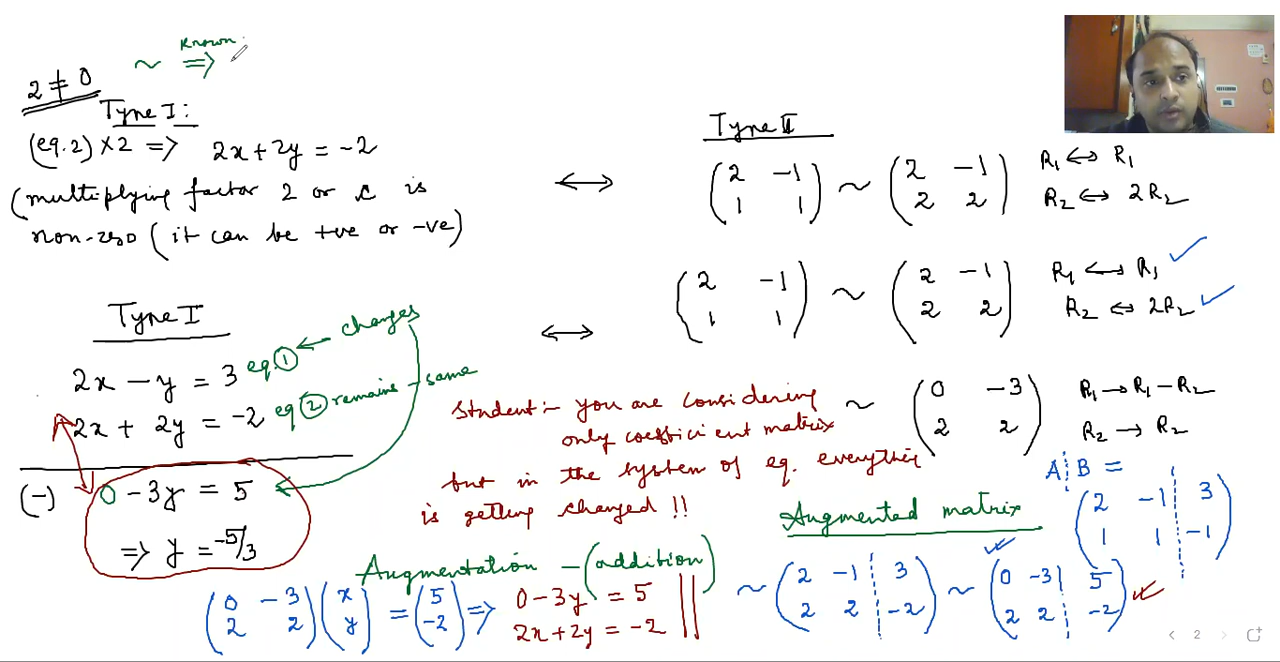 ~ Known ⇒
2 ≠ 0
Type I:
(eq.2) × 2 ⇒ 2x + 2y = -2
(multiplying factor 2 or c is
non-zero (it can be +ve or -ve)
↔
Type II
(2 -1; 1 1) ~ (2 -1; 2 2) R₁ ↔ R₁
R₂ ↔ 2R₂
Type I
2x - y = 3 eq ① ← changes
2x + 2y = -2 eq ② remains - same
(-) 0 - 3y = 5
⇒ y = -5/3
↔
(2 -1; 1 1) ~ (2 -1; 2 2) R₁ ↔ R₁ ✓
R₂ ↔ 2R₂ ✓
~ (0 -3; 2 2) R₁ → R₁ - R₂
R₂ → R₂
Student:- you are considering
only coefficient matrix
but in the system of eq. everything
is getting changed !!
Augmented matrix
A ¦ B =
(2 -1 ¦ 3; 1 1 ¦ -1)
~ (2 -1 ¦ 3; 2 2 ¦ -2) ~ (0 -3 ¦ 5; 2 2 ¦ -2)
Augmentation - (addition)
(0 -3; 2 2) (x; y) = (5; -2) ⇒ 0 - 3y = 5
2x + 2y = -2
< 2 >